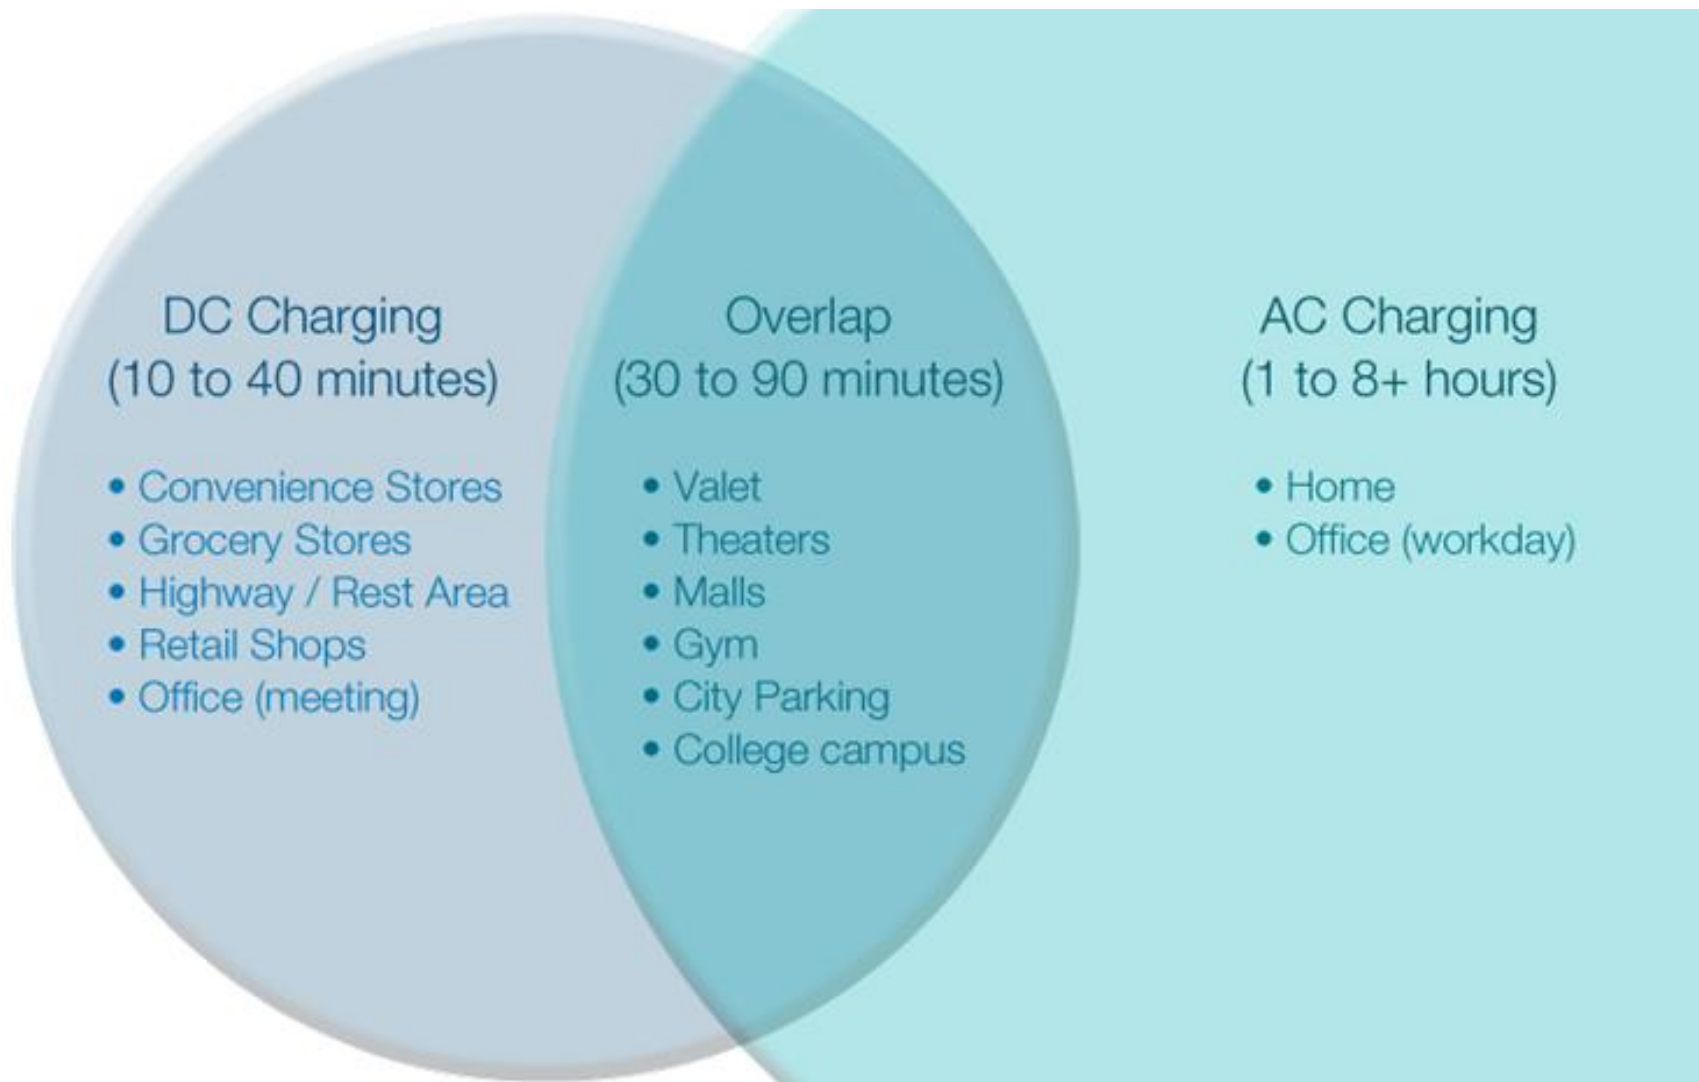 DC Charging
(10 to 40 minutes)
• Convenience Stores
• Grocery Stores
• Highway / Rest Area
• Retail Shops
• Office (meeting)
Overlap
(30 to 90 minutes)
• Valet
• Theaters
• Malls
• Gym
• City Parking
• College campus
AC Charging
(1 to 8+ hours)
• Home
• Office (workday)